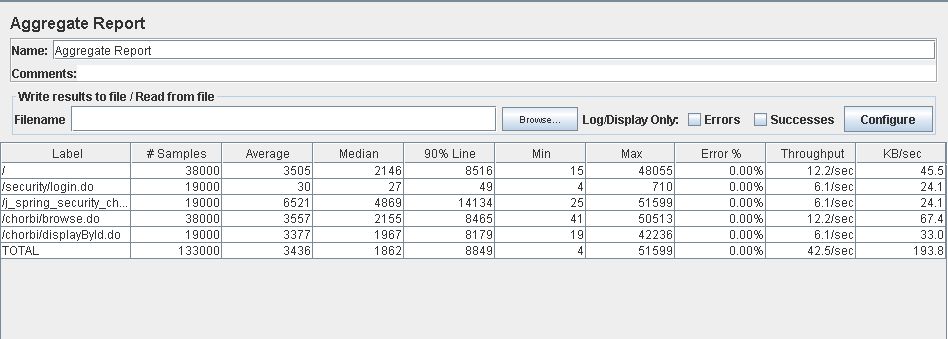 Aggregate Report
Name: Aggregate Report
Comments:
Write results to file / Read from file
Filename Browse... Log/Display Only: Errors Successes Configure
Label # Samples Average Median 90% Line Min Max Error % Throughput KB/sec
/ 38000 3505 2146 8516 15 48055 0.00% 12.2/sec 45.5
/security/login.do 19000 30 27 49 4 710 0.00% 6.1/sec 24.1
/j_spring_security_ch... 19000 6521 4869 14134 25 51599 0.00% 6.1/sec 24.1
/chorbi/browse.do 38000 3557 2155 8465 41 50513 0.00% 12.2/sec 67.4
/chorbi/displayById.do 19000 3377 1967 8179 19 42236 0.00% 6.1/sec 33.0
TOTAL 133000 3436 1862 8849 4 51599 0.00% 42.5/sec 193.8